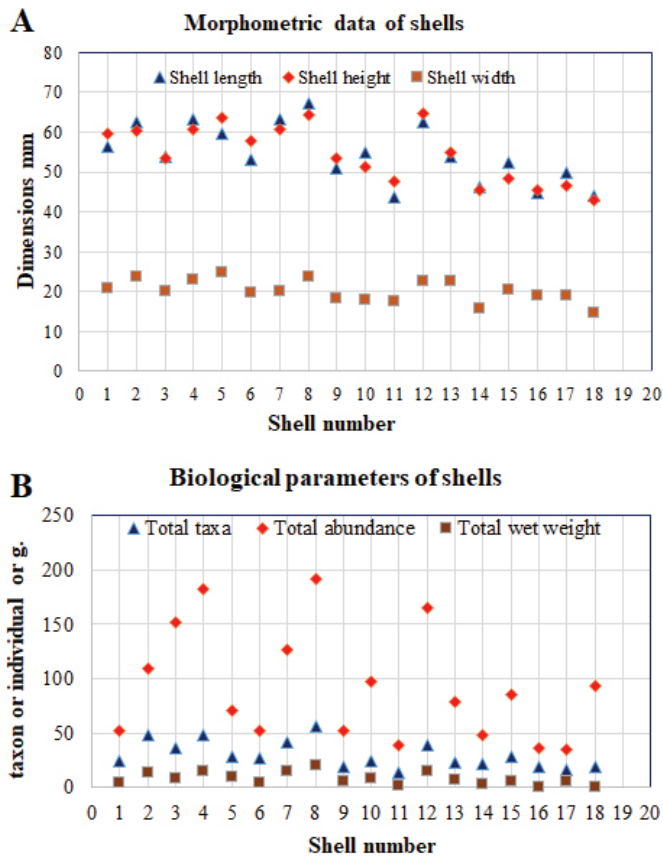 A
Morphometric data of shells
80
Shell length Shell height Shell width
70
60
50
40
30
20
10
0
Dimensions mm
0 1 2 3 4 5 6 7 8 9 10 11 12 13 14 15 16 17 18 19 20
Shell number
B
Biological parameters of shells
250
Total taxa Total abundance Total wet weight
200
150
100
50
0
taxon or individual or g.
0 1 2 3 4 5 6 7 8 9 10 11 12 13 14 15 16 17 18 19 20
Shell number